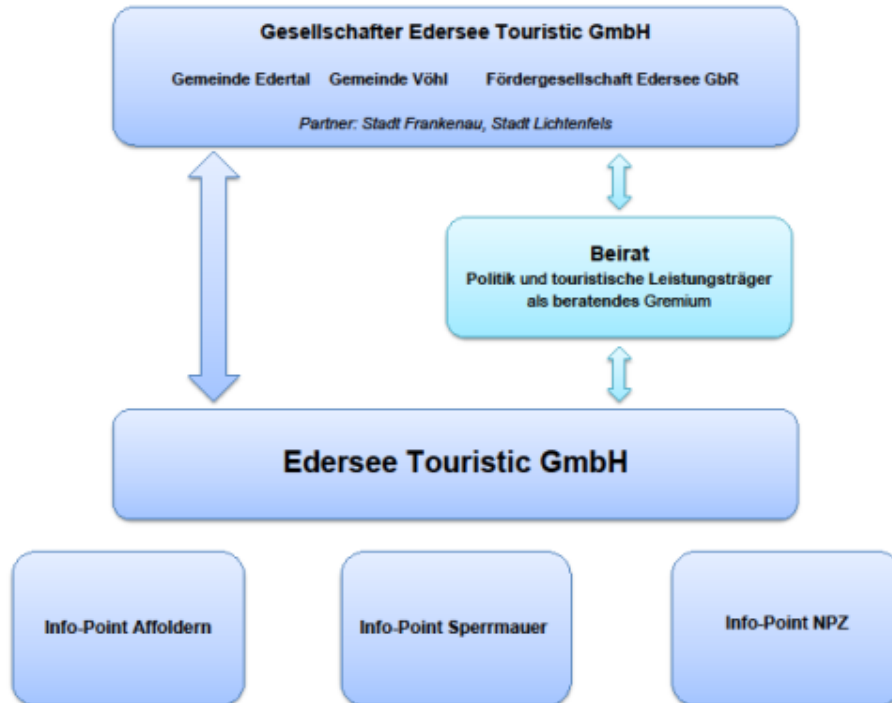 Gesellschafter Edersee Touristic GmbH
Gemeinde Edertal Gemeinde Vöhl Fördergesellschaft Edersee GbR
Partner: Stadt Frankenau, Stadt Lichtenfels
Beirat
Politik und touristische Leistungsträger
als beratendes Gremium
Edersee Touristic GmbH
Info-Point Affoldern
Info-Point Sperrmauer
Info-Point NPZ